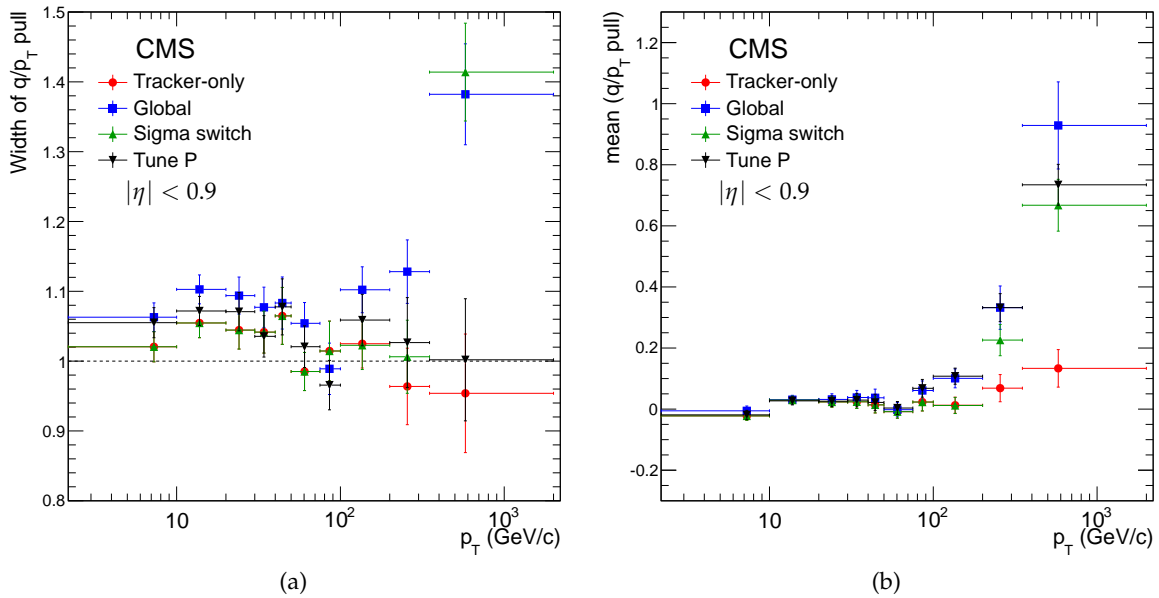 Width of q/p_T pull
1.5
1.4
1.3
1.2
1.1
1
0.9
0.8
CMS
Tracker-only
Global
Sigma switch
Tune P
|η| < 0.9
10 10² 10³
p_T (GeV/c)
(a)
mean (q/p_T pull)
1.2
1
0.8
0.6
0.4
0.2
0
-0.2
CMS
Tracker-only
Global
Sigma switch
Tune P
|η| < 0.9
10 10² 10³
p_T (GeV/c)
(b)